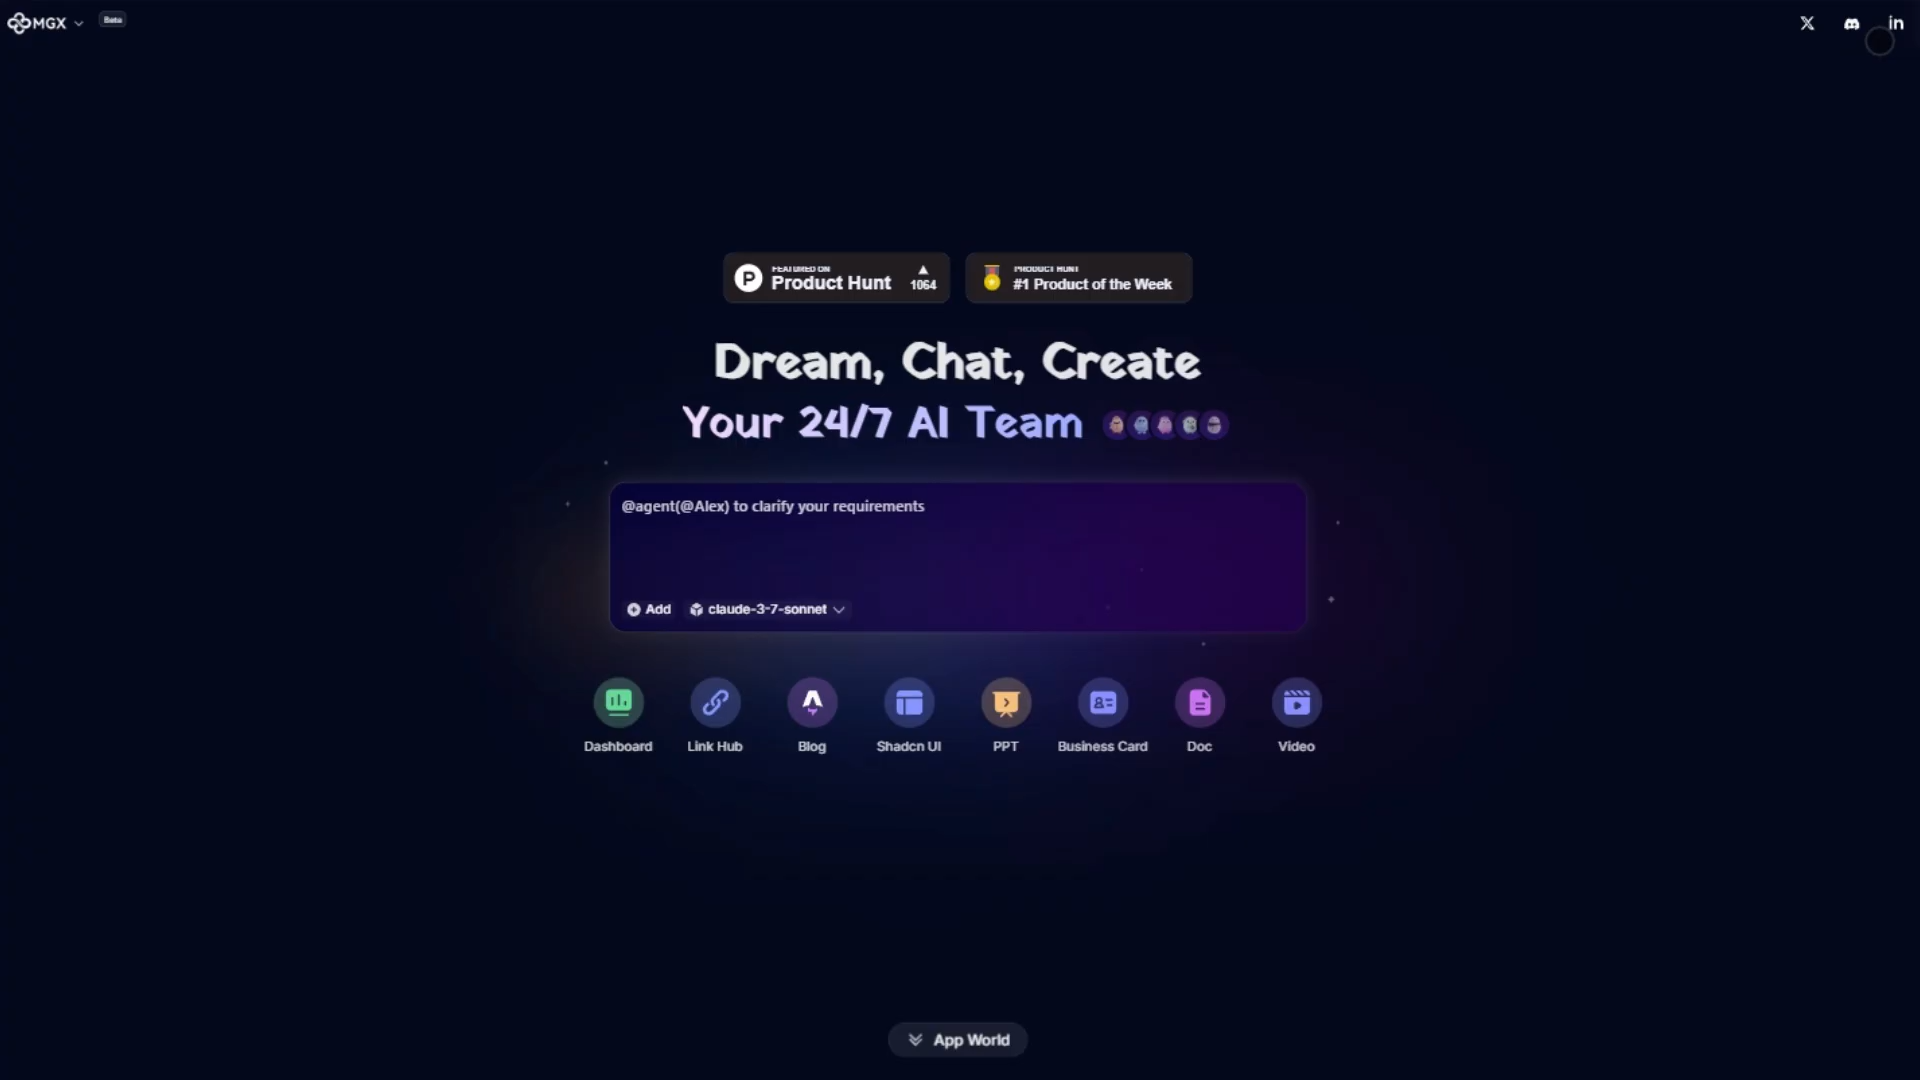 MGX
Beta
X
in
P
FEATURED ON
Product Hunt
1064
PRODUCT HUNT
#1 Product of the Week
Dream, Chat, Create
Your 24/7 AI Team
@agent(@Alex) to clarify your requirements
Add
claude-3-7-sonnet
Dashboard
Link Hub
Blog
Shadcn UI
PPT
Business Card
Doc
Video
App World